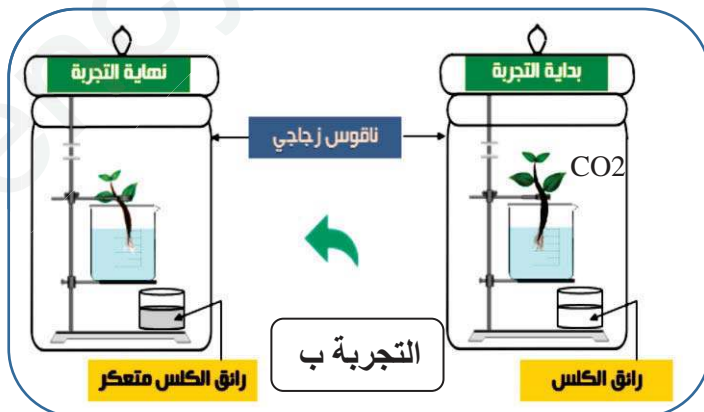 بداية التجربة
نهاية التجربة
ناقوس زجاجي
CO2
التجربة ب
رائق الكلس
رائق الكلس متعكر